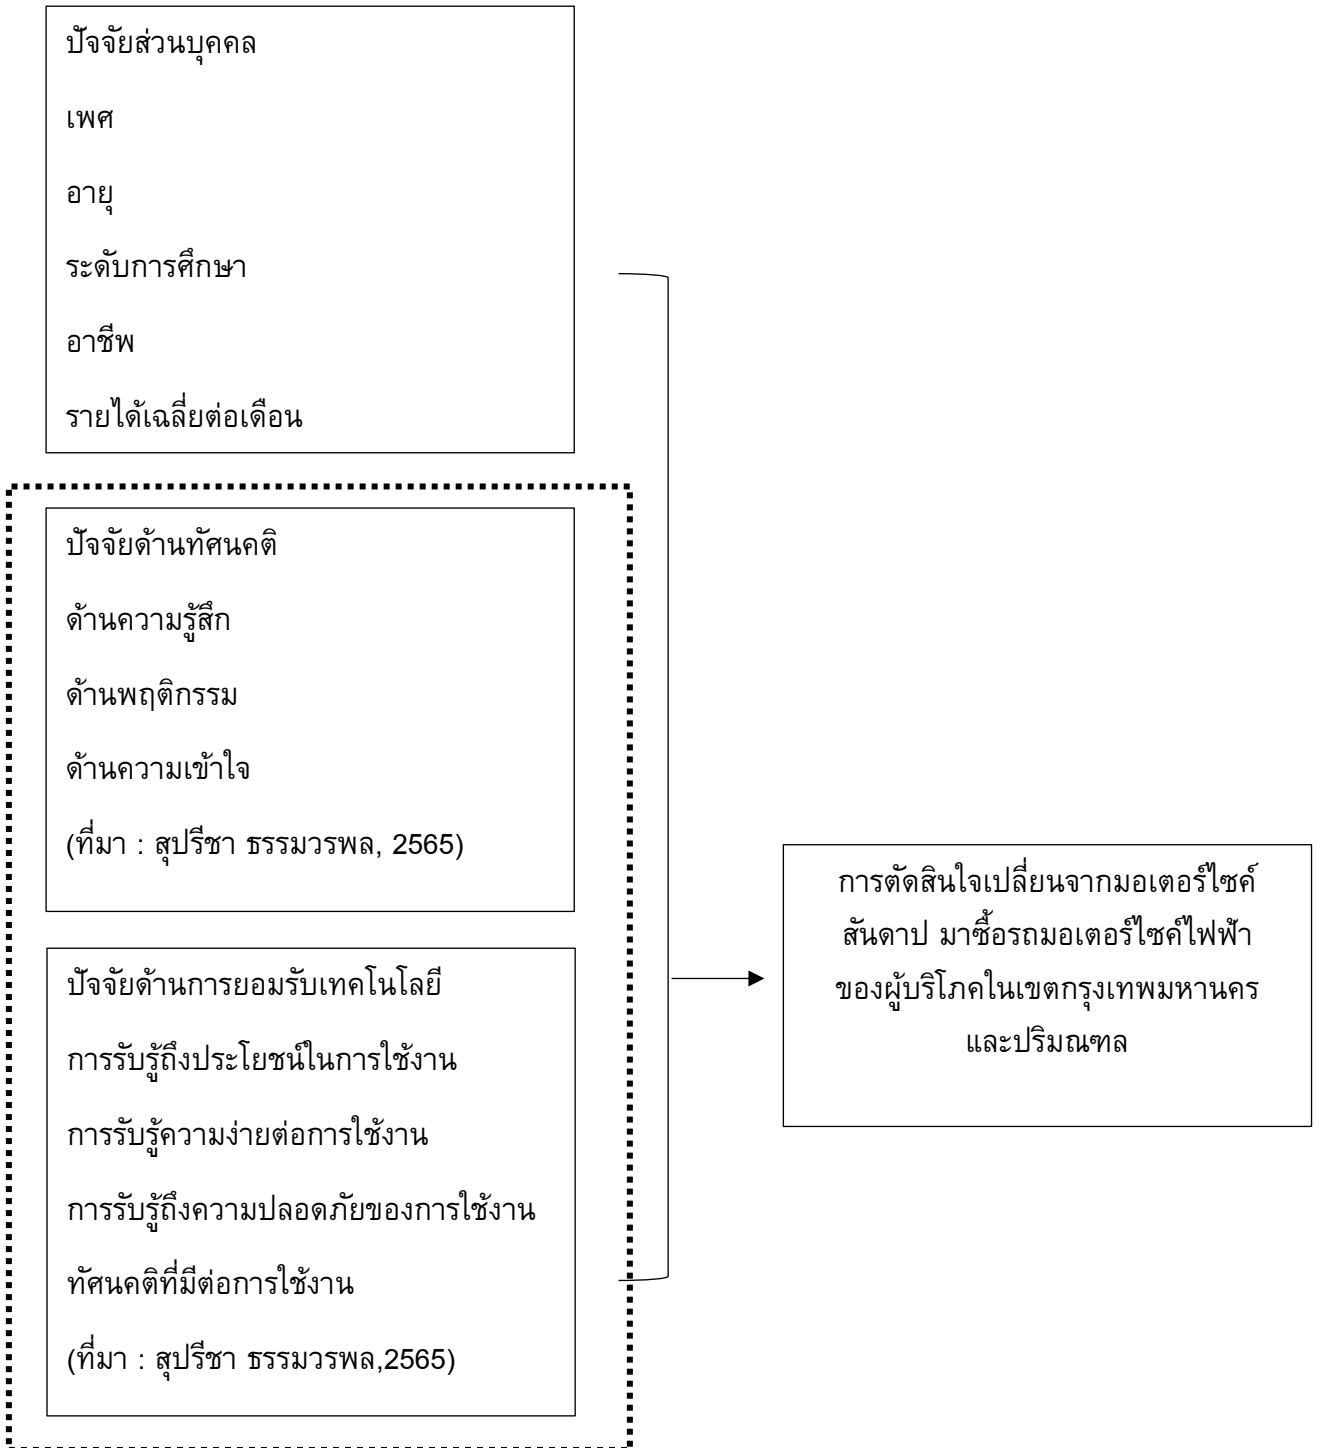 ปัจจัยส่วนบุคคล
เพศ
อายุ
ระดับการศึกษา
อาชีพ
รายได้เฉลี่ยต่อเดือน
ปัจจัยด้านทัศนคติ
ด้านความรู้สึก
ด้านพฤติกรรม
ด้านความเข้าใจ
(ที่มา : สุปรีชา ธรรมวรพล, 2565)
ปัจจัยด้านการยอมรับเทคโนโลยี
การรับรู้ถึงประโยชน์ในการใช้งาน
การรับรู้ความง่ายต่อการใช้งาน
การรับรู้ถึงความปลอดภัยของการใช้งาน
ทัศนคติที่มีต่อการใช้งาน
(ที่มา : สุปรีชา ธรรมวรพล,2565)
การตัดสินใจเปลี่ยนจากมอเตอร์ไซค์
สันดาป มาซื้อรถมอเตอร์ไซค์ไฟฟ้า
ของผู้บริโภคในเขตกรุงเทพมหานคร
และปริมณฑล